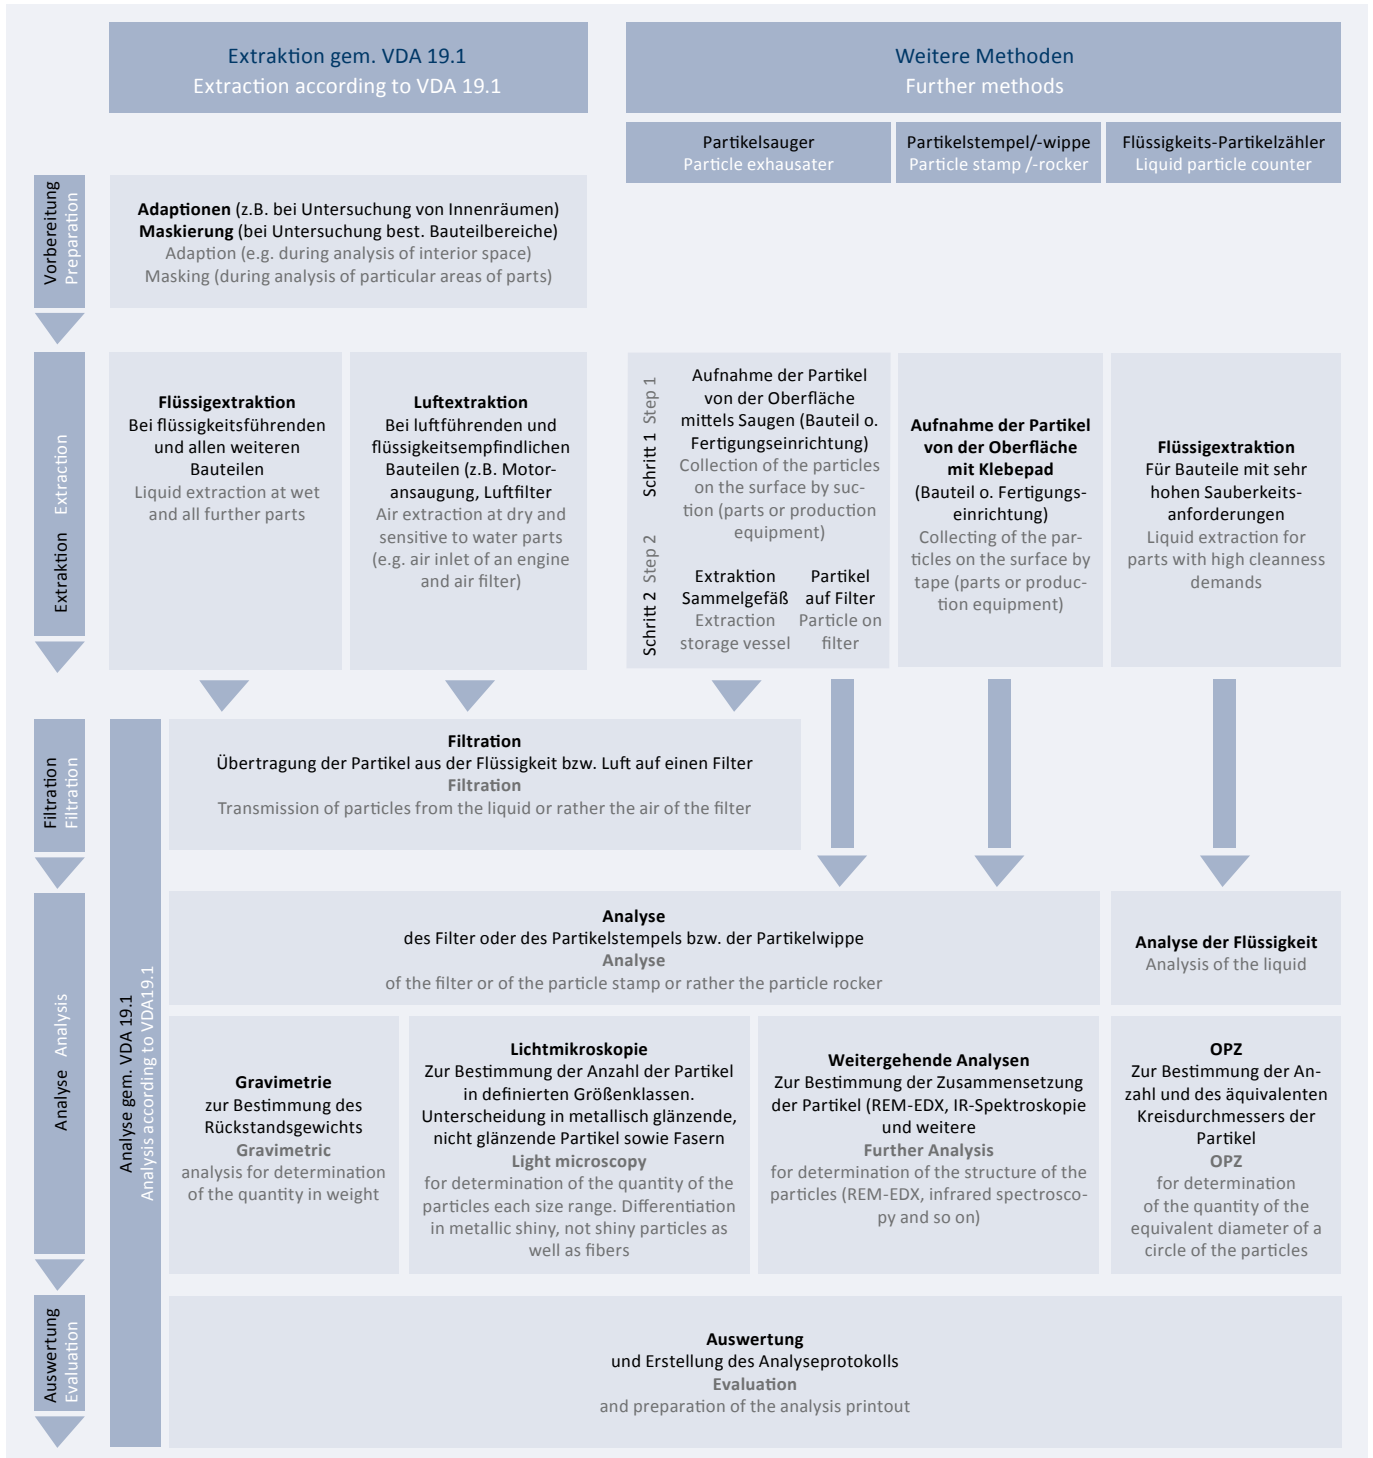 Extraktion gem. VDA 19.1
Extraction according to VDA 19.1
Weitere Methoden
Further methods
Partikelsauger
Particle exhausater
Partikelstempel/-wippe
Particle stamp /-rocker
Flüssigkeits-Partikelzähler
Liquid particle counter
Vorbereitung
Preparation
Adaptionen (z.B. bei Untersuchung von Innenräumen)
Maskierung (bei Untersuchung best. Bauteilbereiche)
Adaption (e.g. during analysis of interior space)
Masking (during analysis of particular areas of parts)
Extraktion Extraction
Flüssigextraktion
Bei flüssigkeitsführenden
und allen weiteren
Bauteilen
Liquid extraction at wet
and all further parts
Luftextraktion
Bei luftführenden und
flüssigkeitsempfindlichen
Bauteilen (z.B. Motor-
ansaugung, Luftfilter
Air extraction at dry and
sensitive to water parts
(e.g. air inlet of an engine
and air filter)
Schritt 1 Step 1
Aufnahme der Partikel
von der Oberfläche
mittels Saugen (Bauteil o.
Fertigungseinrichtung)
Collection of the particles
on the surface by suc-
tion (parts or production
equipment)
Schritt 2 Step 2
Extraktion
Sammelgefäß
Extraction
storage vessel
Partikel
auf Filter
Particle on
filter
Aufnahme der Partikel
von der Oberfläche
mit Klebepad
(Bauteil o. Fertigungs-
einrichtung)
Collecting of the par-
ticles on the surface by
tape (parts or produc-
tion equipment)
Flüssigextraktion
Für Bauteile mit sehr
hohen Sauberkeits-
anforderungen
Liquid extraction for
parts with high cleanness
demands
Filtration
Filtration
Analyse gem. VDA 19.1
Analysis according to VDA19.1
Filtration
Übertragung der Partikel aus der Flüssigkeit bzw. Luft auf einen Filter
Filtration
Transmission of particles from the liquid or rather the air of the filter
Analyse Analysis
Analyse
des Filter oder des Partikelstempels bzw. der Partikelwippe
Analyse
of the filter or of the particle stamp or rather the particle rocker
Analyse der Flüssigkeit
Analysis of the liquid
Gravimetrie
zur Bestimmung des
Rückstandsgewichts
Gravimetric
analysis for determination
of the quantity in weight
Lichtmikroskopie
Zur Bestimmung der Anzahl der Partikel
in definierten Größenklassen.
Unterscheidung in metallisch glänzende,
nicht glänzende Partikel sowie Fasern
Light microscopy
for determination of the quantity of the
particles each size range. Differentiation
in metallic shiny, not shiny particles as
well as fibers
Weitergehende Analysen
Zur Bestimmung der Zusammensetzung
der Partikel (REM-EDX, IR-Spektroskopie
und weitere
Further Analysis
for determination of the structure of the
particles (REM-EDX, infrared spectrosco-
py and so on)
OPZ
Zur Bestimmung der An-
zahl und des äquivalenten
Kreisdurchmessers der
Partikel
OPZ
for determination
of the quantity of the
equivalent diameter of a
circle of the particles
Auswertung
Evaluation
Auswertung
und Erstellung des Analyseprotokolls
Evaluation
and preparation of the analysis printout